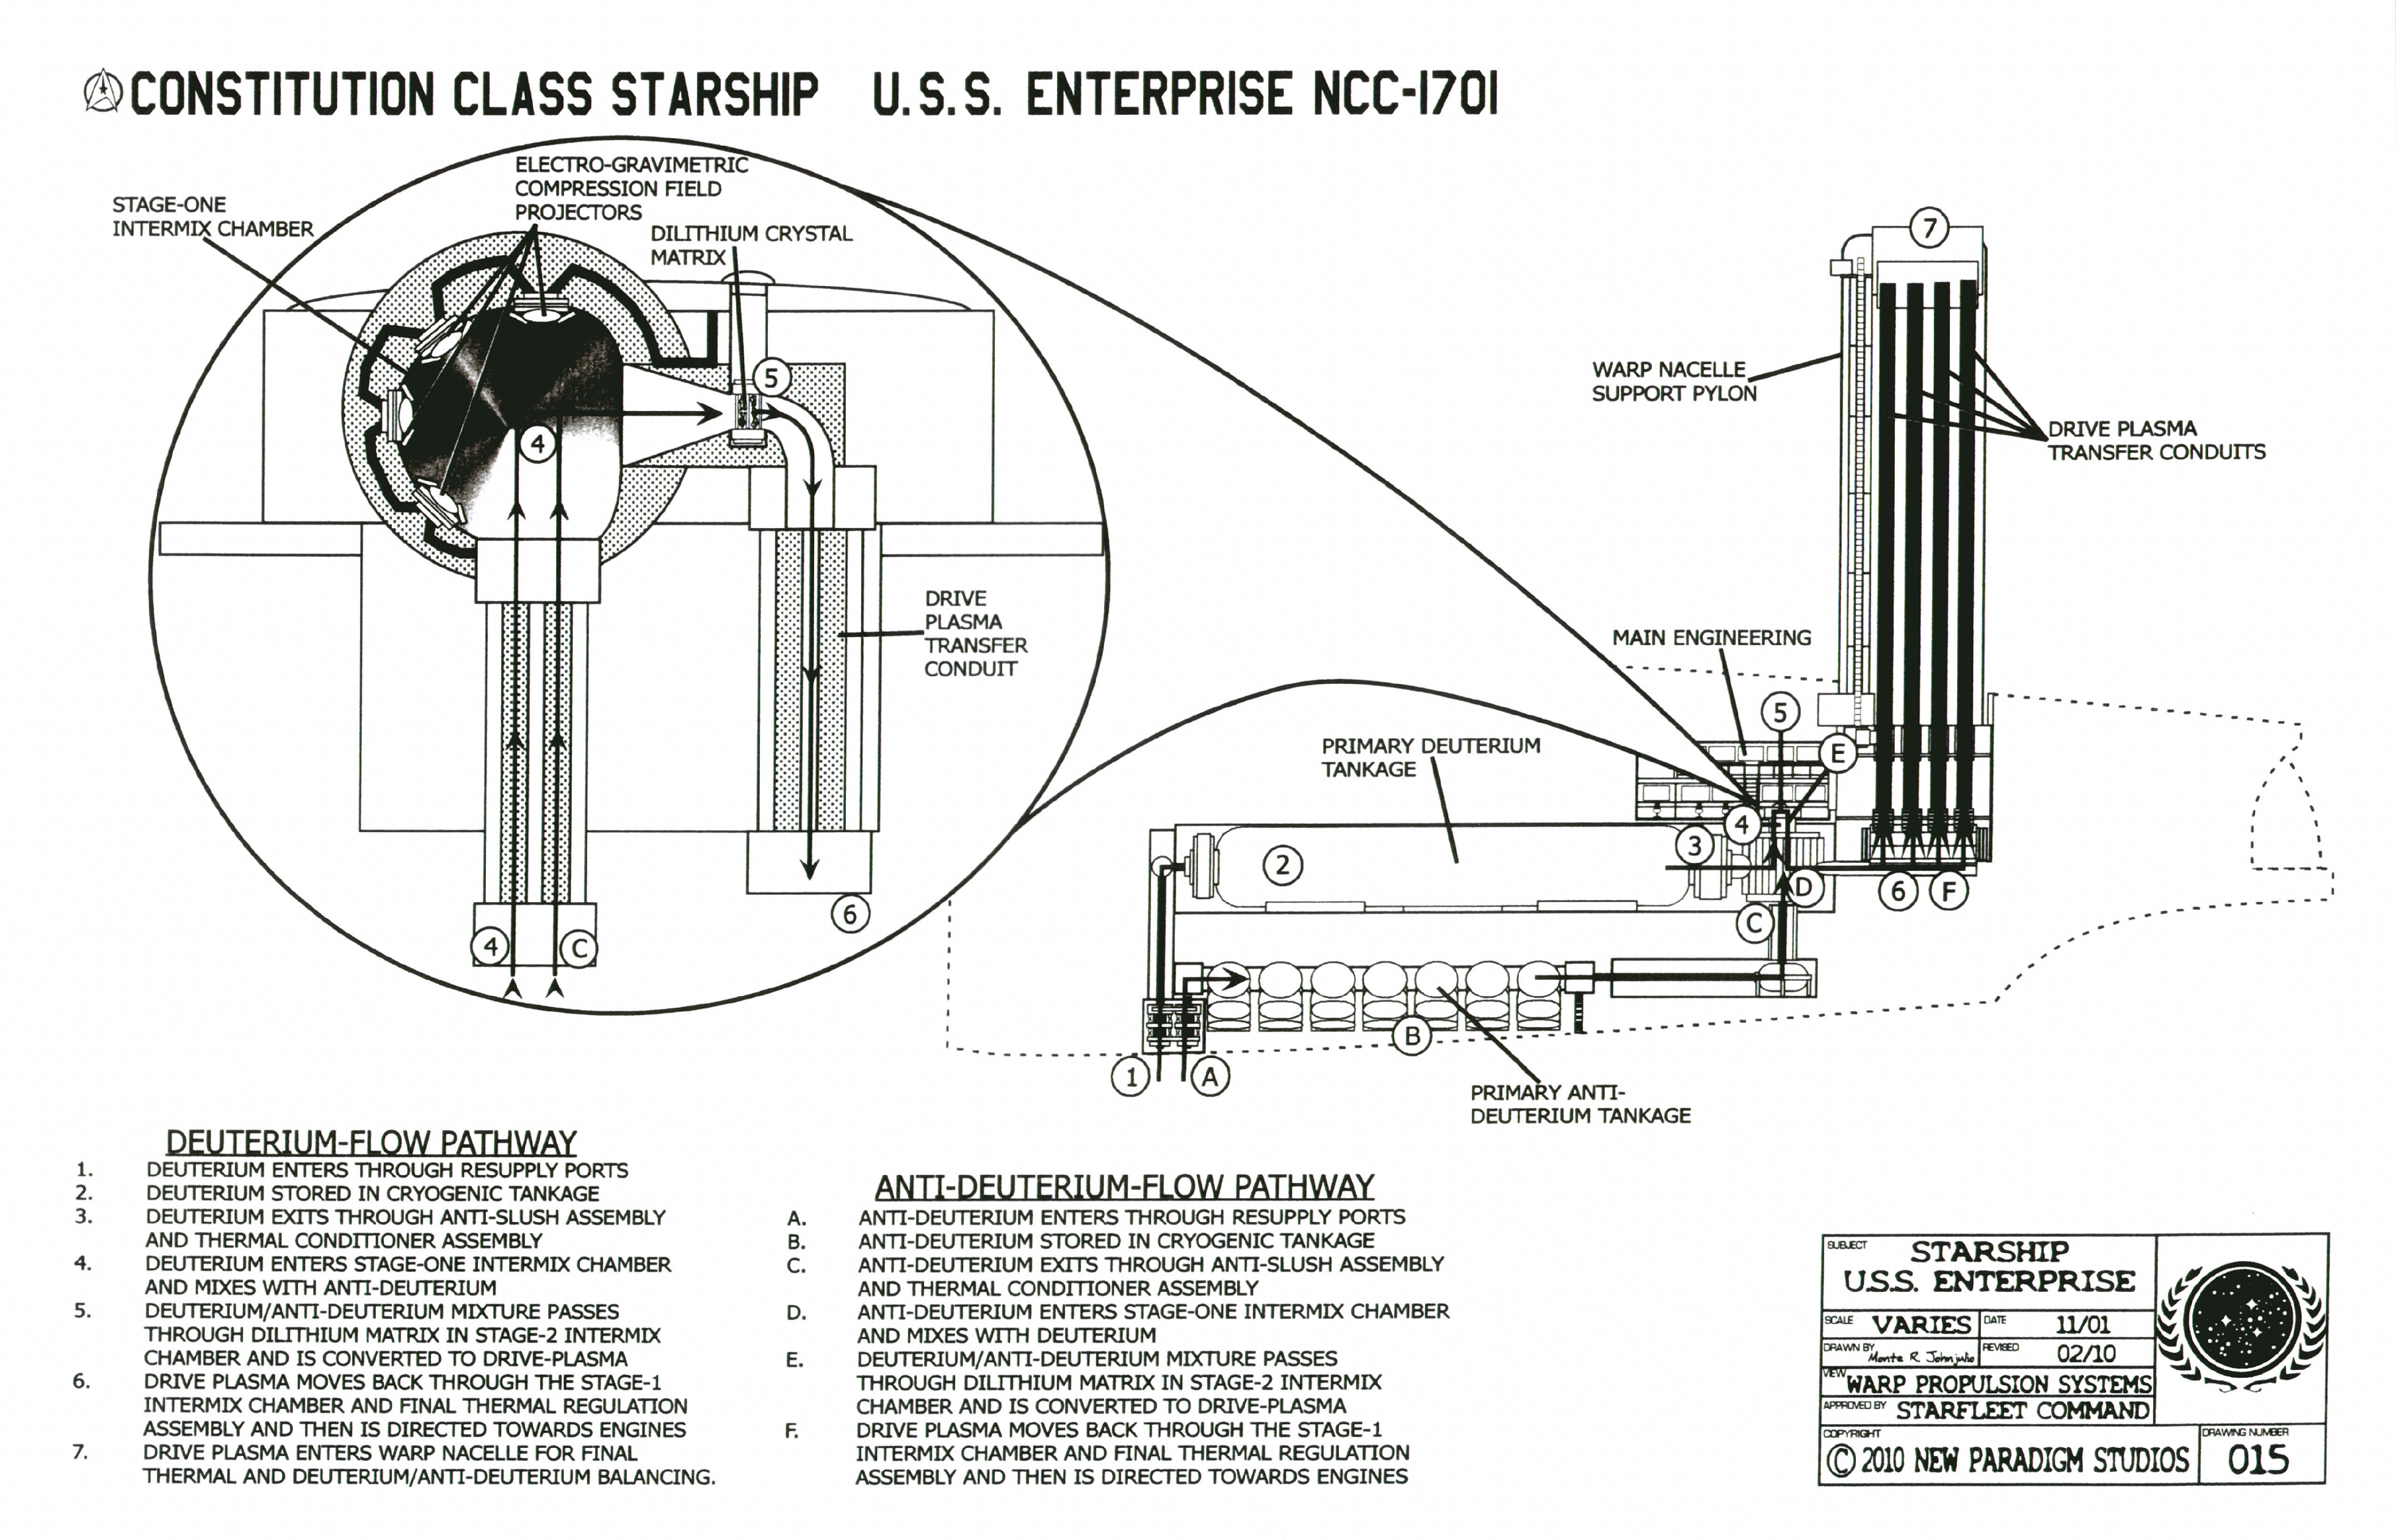 CONSTITUTION CLASS STARSHIP U.S.S. ENTERPRISE NCC-1701
ELECTRO-GRAVIMETRIC
COMPRESSION FIELD
PROJECTORS
STAGE-ONE
INTERMIX CHAMBER
DILITHIUM CRYSTAL
MATRIX
5
4
DRIVE
PLASMA
TRANSFER
CONDUIT
6
4
C
7
WARP NACELLE
SUPPORT PYLON
DRIVE PLASMA
TRANSFER CONDUITS
MAIN ENGINEERING
5
E
PRIMARY DEUTERIUM
TANKAGE
4
3
2
D
6
F
C
B
1
A
PRIMARY ANTI-
DEUTERIUM TANKAGE
DEUTERIUM-FLOW PATHWAY
1. DEUTERIUM ENTERS THROUGH RESUPPLY PORTS
2. DEUTERIUM STORED IN CRYOGENIC TANKAGE
3. DEUTERIUM EXITS THROUGH ANTI-SLUSH ASSEMBLY
AND THERMAL CONDITIONER ASSEMBLY
4. DEUTERIUM ENTERS STAGE-ONE INTERMIX CHAMBER
AND MIXES WITH ANTI-DEUTERIUM
5. DEUTERIUM/ANTI-DEUTERIUM MIXTURE PASSES
THROUGH DILITHIUM MATRIX IN STAGE-2 INTERMIX
CHAMBER AND IS CONVERTED TO DRIVE-PLASMA
6. DRIVE PLASMA MOVES BACK THROUGH THE STAGE-1
INTERMIX CHAMBER AND FINAL THERMAL REGULATION
ASSEMBLY AND THEN IS DIRECTED TOWARDS ENGINES
7. DRIVE PLASMA ENTERS WARP NACELLE FOR FINAL
THERMAL AND DEUTERIUM/ANTI-DEUTERIUM BALANCING.
ANTI-DEUTERIUM-FLOW PATHWAY
A. ANTI-DEUTERIUM ENTERS THROUGH RESUPPLY PORTS
B. ANTI-DEUTERIUM STORED IN CRYOGENIC TANKAGE
C. ANTI-DEUTERIUM EXITS THROUGH ANTI-SLUSH ASSEMBLY
AND THERMAL CONDITIONER ASSEMBLY
D. ANTI-DEUTERIUM ENTERS STAGE-ONE INTERMIX CHAMBER
AND MIXES WITH DEUTERIUM
E. DEUTERIUM/ANTI-DEUTERIUM MIXTURE PASSES
THROUGH DILITHIUM MATRIX IN STAGE-2 INTERMIX
CHAMBER AND IS CONVERTED TO DRIVE-PLASMA
F. DRIVE PLASMA MOVES BACK THROUGH THE STAGE-1
INTERMIX CHAMBER AND FINAL THERMAL REGULATION
ASSEMBLY AND THEN IS DIRECTED TOWARDS ENGINES
SUBJECT STARSHIP
U.S.S. ENTERPRISE
SCALE VARIES DATE 11/01
DRAWN BY Monte R. Johnjulio REVISED 02/10
VIEW WARP PROPULSION SYSTEMS
APPROVED BY STARFLEET COMMAND
COPYRIGHT © 2010 NEW PARADIGM STUDIOS
DRAWING NUMBER 015